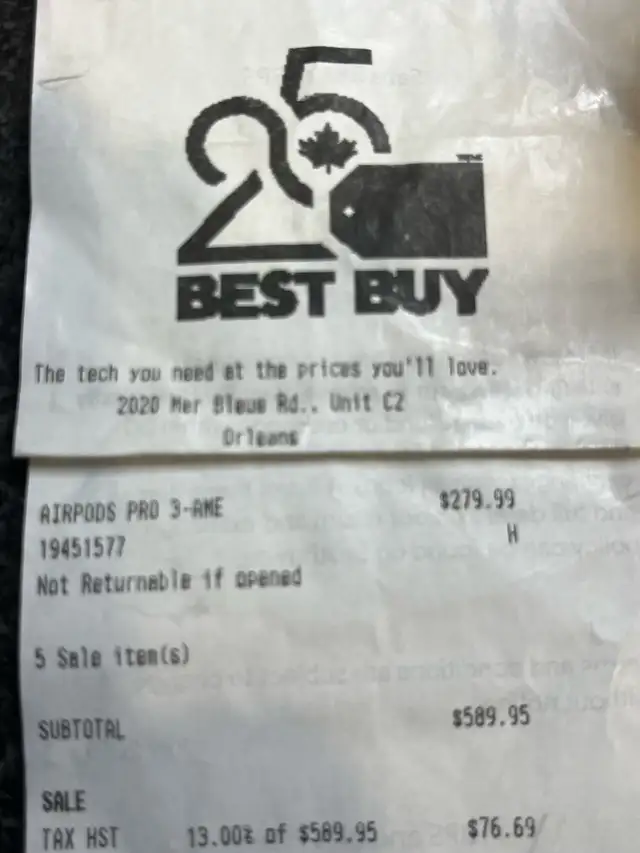 25
BEST BUY
The tech you need at the prices you'll love.
2020 Mer Bleue Rd., Unit C2
Orleans
AIRPODS PRO 3-AME $279.99
19451577 H
Not Returnable if opened
5 Sale item(s)
SUBTOTAL $589.95
SALE
TAX HST 13.00% of $589.95 $76.69